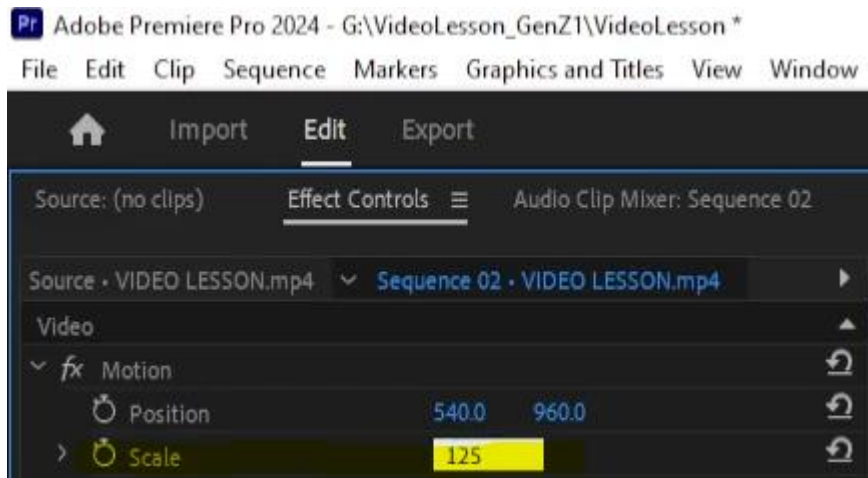 Pr Adobe Premiere Pro 2024 - G:\VideoLesson_GenZ1\VideoLesson *
File Edit Clip Sequence Markers Graphics and Titles View Window
Import Edit Export
Source: (no clips) Effect Controls Audio Clip Mixer: Sequence 02
Source • VIDEO LESSON.mp4 Sequence 02 • VIDEO LESSON.mp4
Video
fx Motion
Position 540.0 960.0
Scale 125